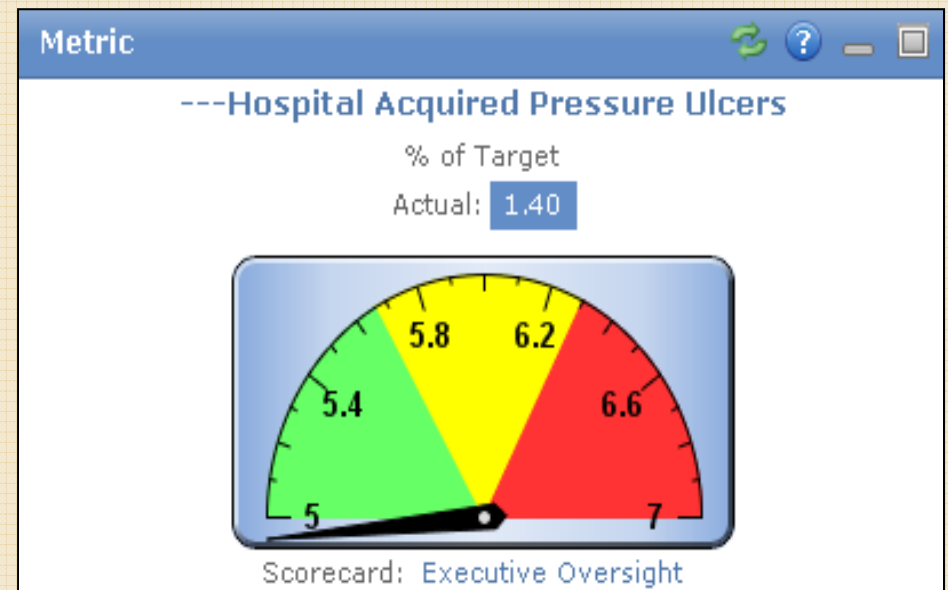 Metric ?
---Hospital Acquired Pressure Ulcers
% of Target
Actual: 1.40
5.8 6.2
5.4 6.6
5 7
Scorecard: Executive Oversight